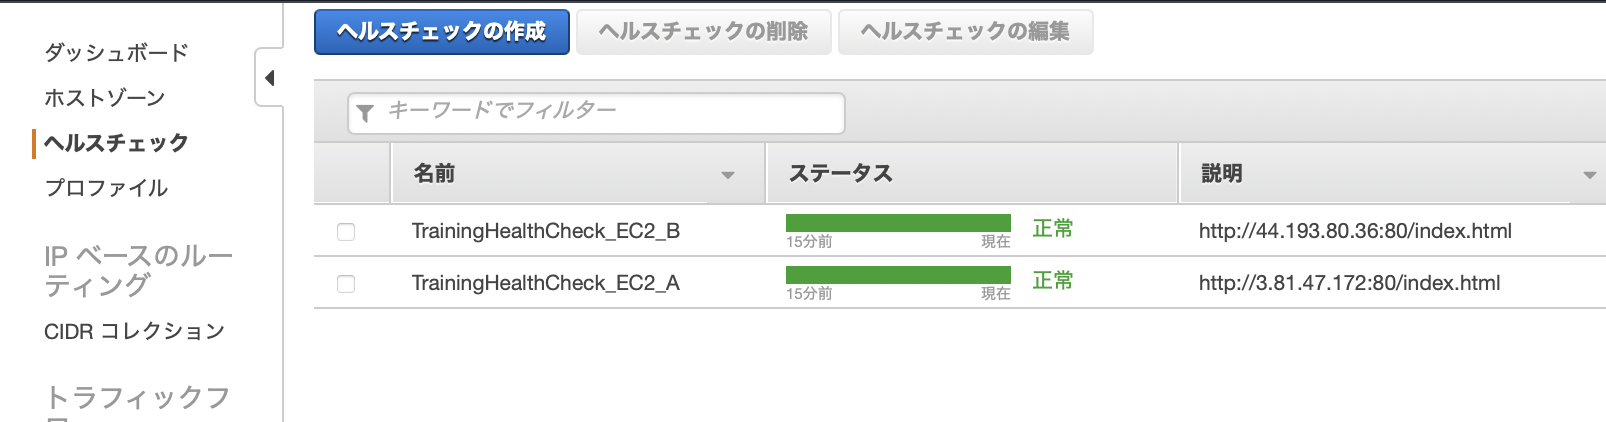 ダッシュボード
ホストゾーン
ヘルスチェック
プロファイル
IP ベースのルー
ティング
CIDR コレクション
トラフィックフ
ヘルスチェックの作成 ヘルスチェックの削除 ヘルスチェックの編集
キーワードでフィルター
名前 ステータス 説明
TrainingHealthCheck_EC2_B 正常 http://44.193.80.36:80/index.html
15分前 現在
TrainingHealthCheck_EC2_A 正常 http://3.81.47.172:80/index.html
15分前 現在